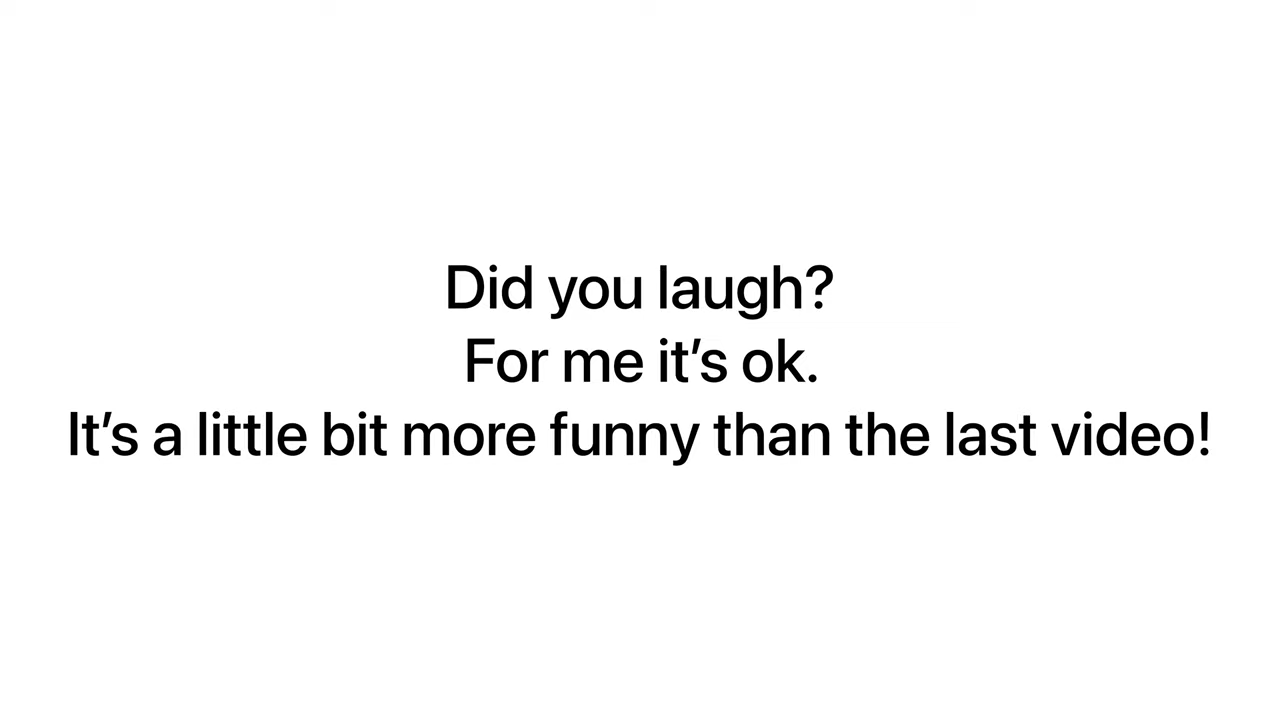 Did you laugh?
For me it’s ok.
It’s a little bit more funny than the last video!